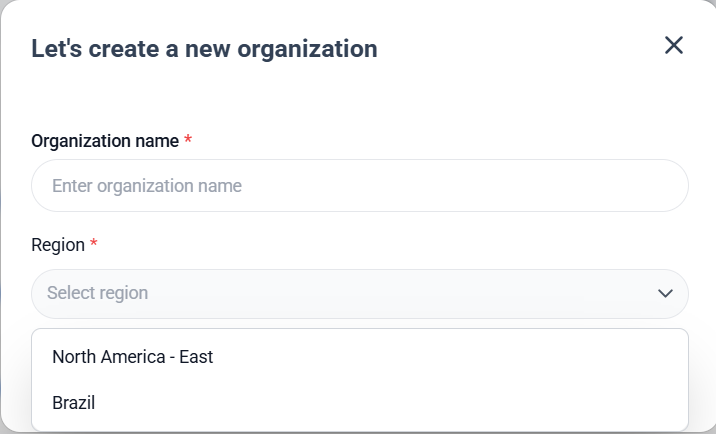 Let's create a new organization
Organization name *
Enter organization name
Region *
Select region
North America - East
Brazil